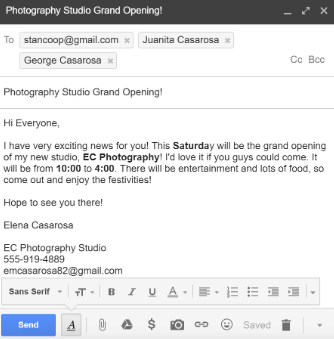 Photography Studio Grand Opening!
To stancoop@gmail.com × Juanita Casarosa ×
George Casarosa × Cc Bcc
Photography Studio Grand Opening!
Hi Everyone,
I have very exciting news for you! This Saturday will be the grand opening
of my new studio, EC Photography! I'd love it if you guys could come. It
will be from 10:00 to 4:00. There will be entertainment and lots of food, so
come out and enjoy the festivities!
Hope to see you there!
Elena Casarosa
EC Photography Studio
555-919-4889
emcasarosa82@gmail.com
Sans Serif TT B I U A
Send A $ Saved